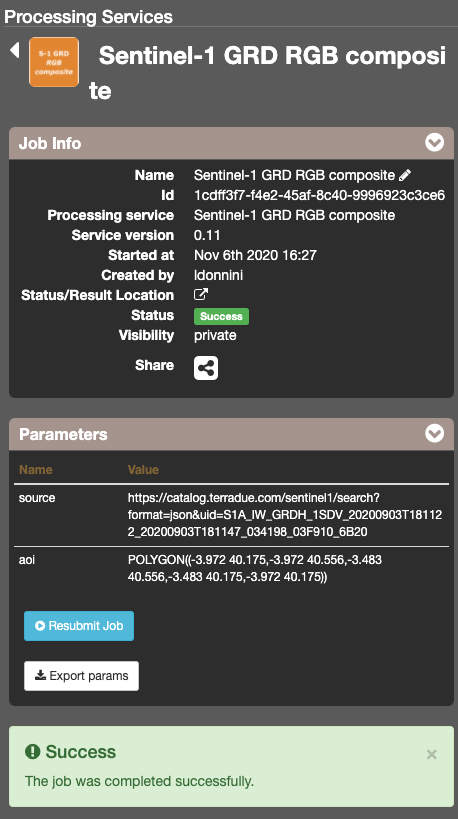 Processing Services
S-1 GRD
RGB
composite
Sentinel-1 GRD RGB composi
te
Job Info
Name Sentinel-1 GRD RGB composite
Id 1cdff3f7-f4e2-45af-8c40-9996923c3ce6
Processing service Sentinel-1 GRD RGB composite
Service version 0.11
Started at Nov 6th 2020 16:27
Created by ldonnini
Status/Result Location
Status Success
Visibility private
Share
Parameters
Name Value
source https://catalog.terradue.com/sentinel1/search?
format=json&uid=S1A_IW_GRDH_1SDV_20200903T18112
2_20200903T181147_034198_03F910_6B20
aoi POLYGON((-3.972 40.175,-3.972 40.556,-3.483
40.556,-3.483 40.175,-3.972 40.175))
Resubmit Job
Export params
Success ×
The job was completed successfully.